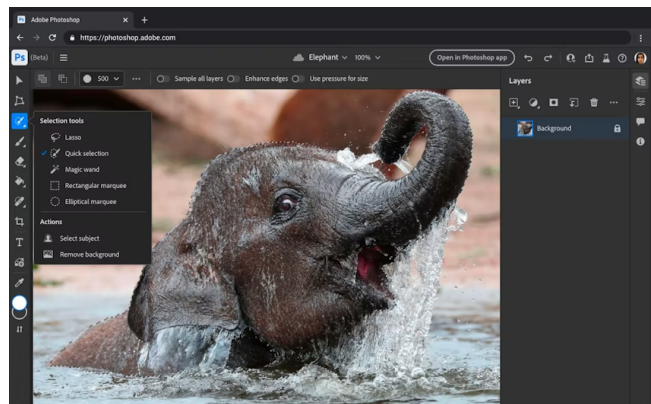 Ps Adobe Photoshop × +
https://photoshop.adobe.com
Ps (Beta) Elephant 100% Open in Photoshop app
500 Sample all layers Enhance edges Use pressure for size
Layers
Selection tools
Lasso
Quick selection
Magic wand
Rectangular marquee
Elliptical marquee
Actions
Select subject
Remove background
Background
T